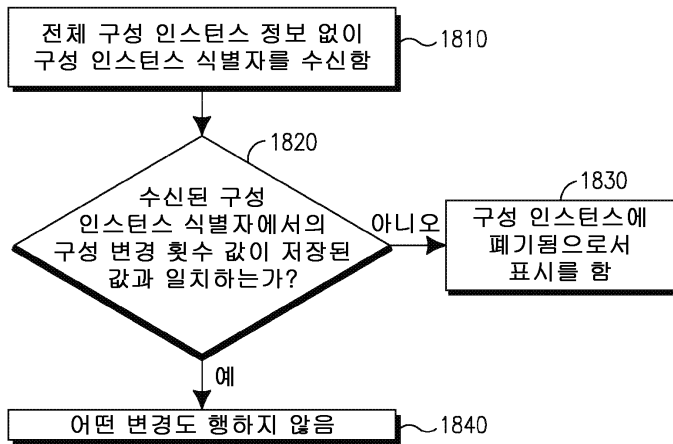 전체 구성 인스턴스 정보 없이
구성 인스턴스 식별자를 수신함
1810
1820
수신된 구성
인스턴스 식별자에서의
구성 변경 횟수 값이 저장된
값과 일치하는가?
아니오
1830
구성 인스턴스에
폐기됨으로서
표시를 함
예
어떤 변경도 행하지 않음
1840